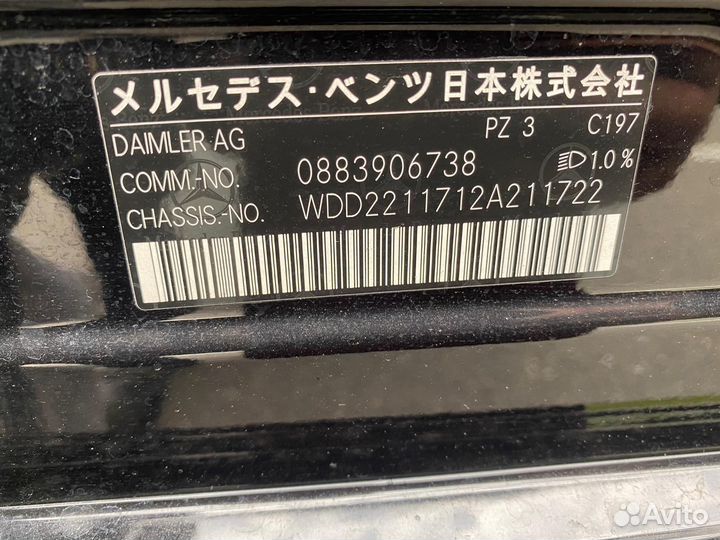 メルセデス・ベンツ日本株式会社
DAIMLER AG PZ 3 C197
COMM.-NO. 0883906738 1.0%
CHASSIS.-NO. WDD2211712A211722
Avito